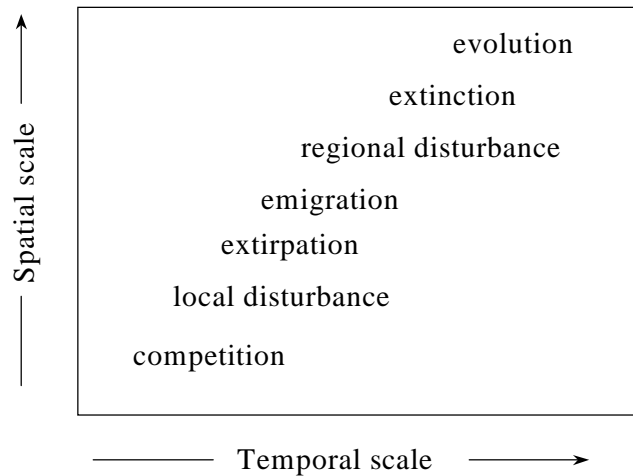 evolution
extinction
regional disturbance
emigration
extirpation
local disturbance
competition
Spatial scale
Temporal scale